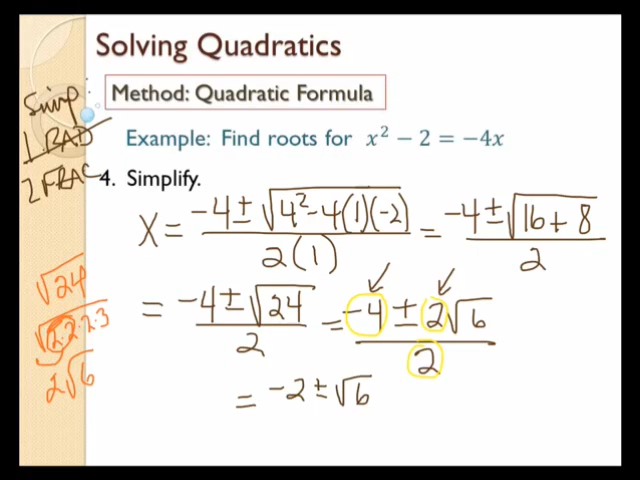 Solving Quadratics
Method: Quadratic Formula
Example: Find roots for x² − 2 = −4x
Simp:
1. RAD
2 FRAC
4. Simplify.
X = (-4 ± √(4² - 4(1)(-2))) / 2(1) = (-4 ± √(16 + 8)) / 2
= (-4 ± √24) / 2 = (-4 ± 2√6) / 2
= -2 ± √6
√24
√2·2·2·3
2√6